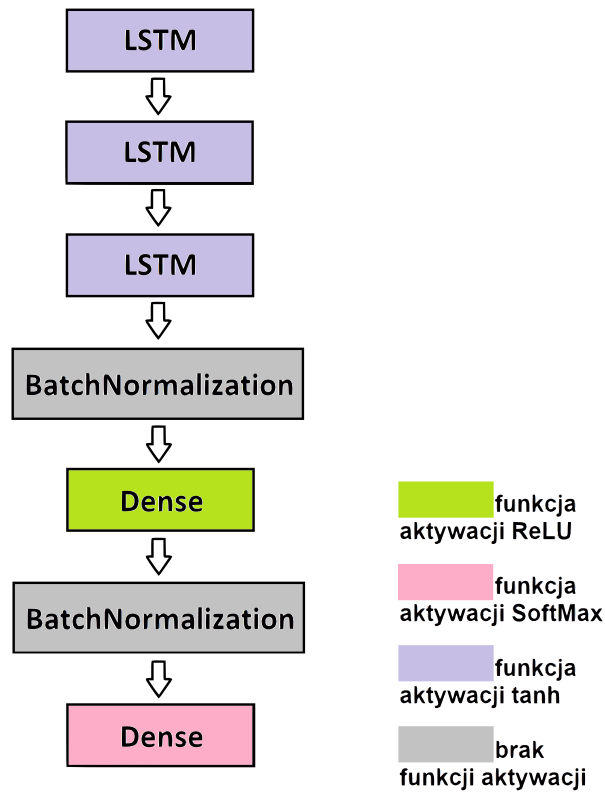 LSTM
LSTM
LSTM
BatchNormalization
Dense
BatchNormalization
Dense
funkcja
aktywacji ReLU
funkcja
aktywacji SoftMax
funkcja
aktywacji tanh
brak
funkcji aktywacji